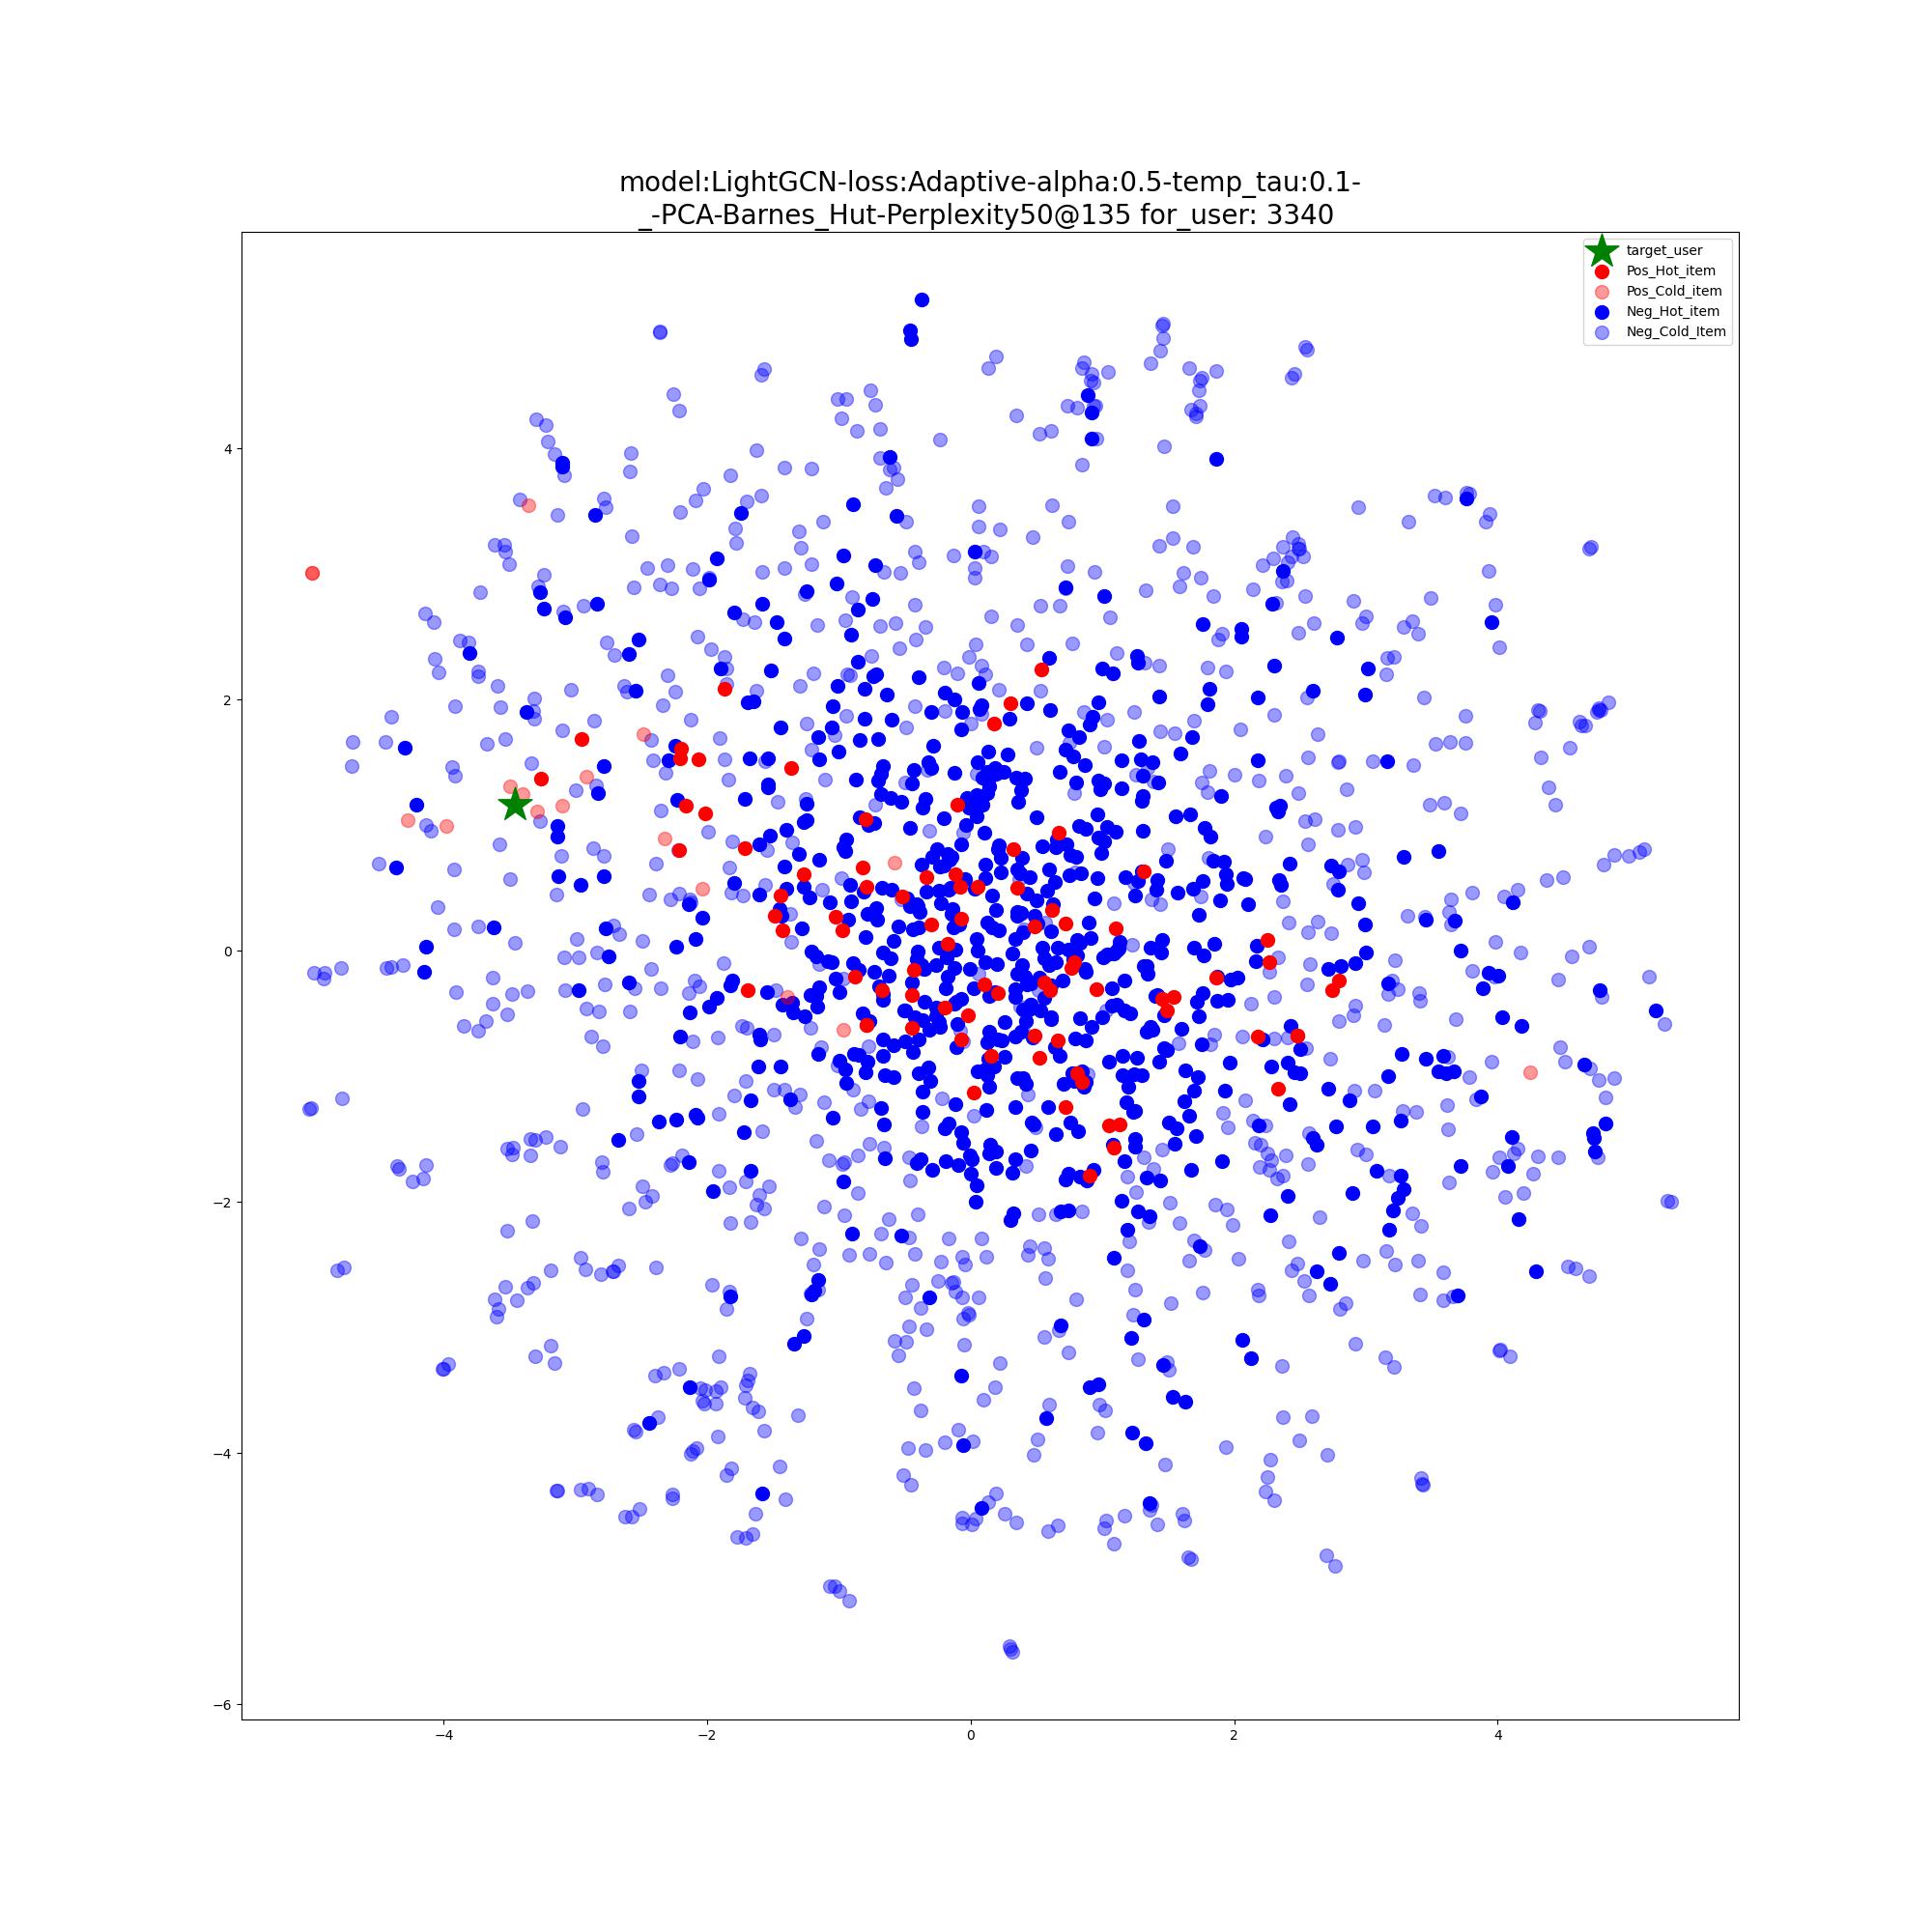 model:LightGCN-loss:Adaptive-alpha:0.5-temp_tau:0.1-
_-PCA-Barnes_Hut-Perplexity50@135 for_user: 3340
target_user
Pos_Hot_item
Pos_Cold_item
Neg_Hot_item
Neg_Cold_Item
4
2
0
−2
−4
−6
−4
−2
0
2
4